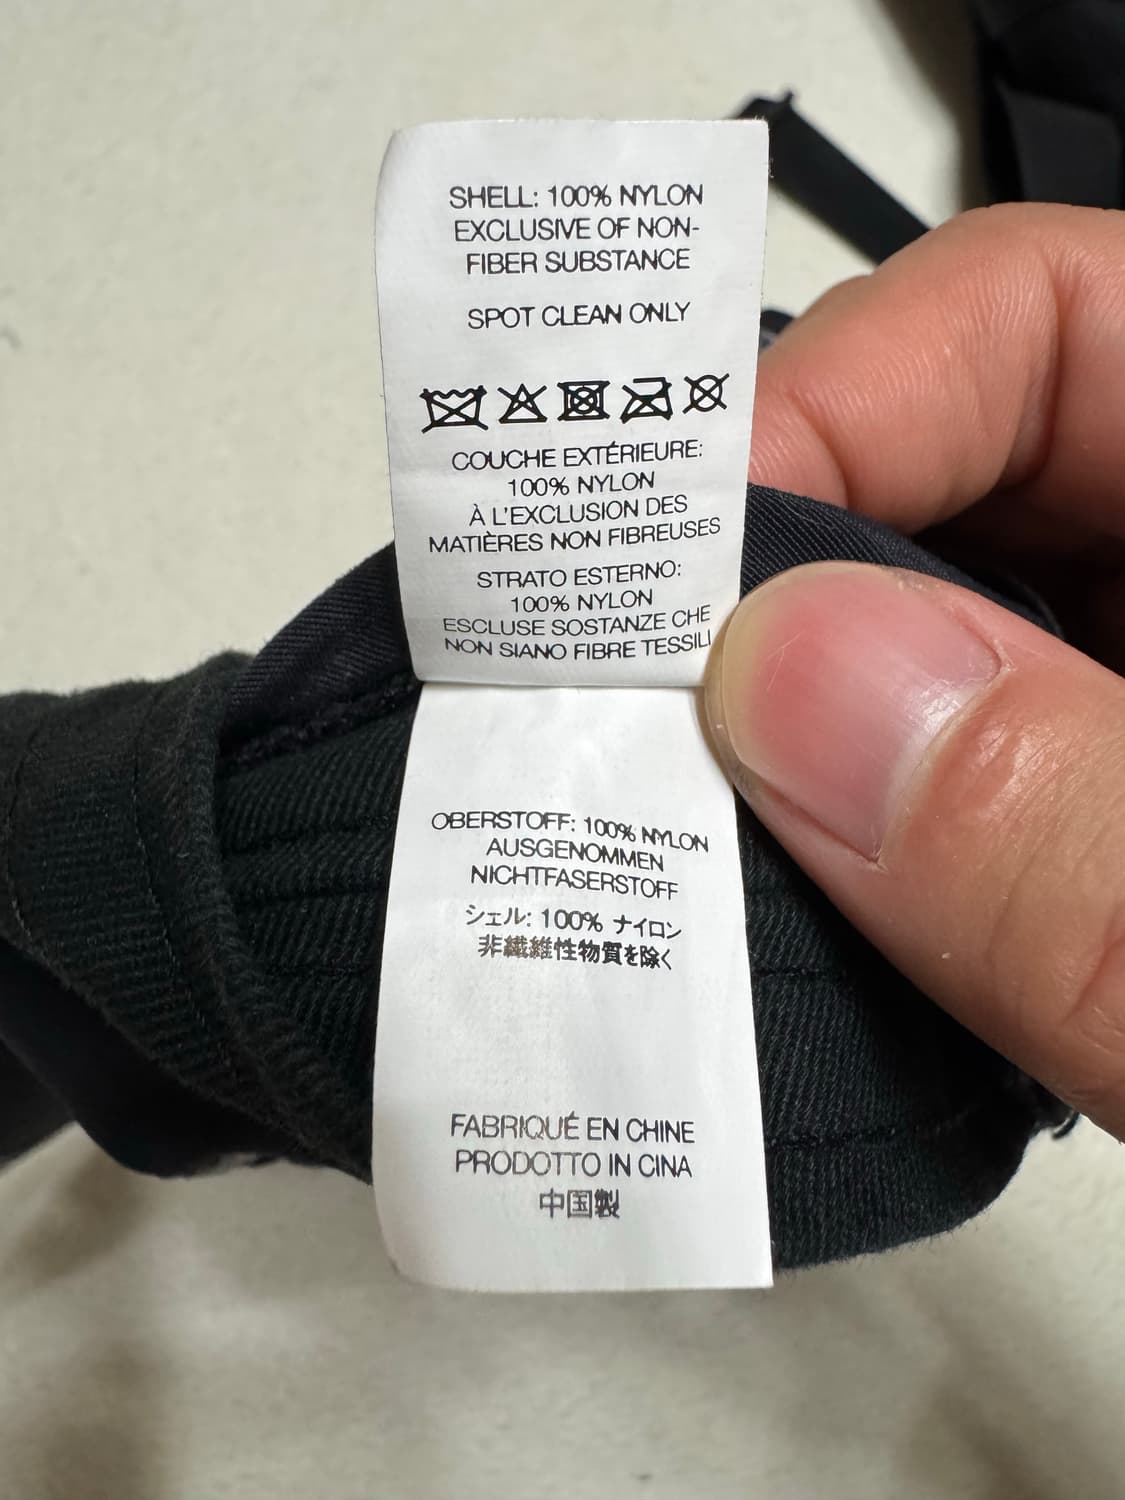 SHELL: 100% NYLON
EXCLUSIVE OF NON-
FIBER SUBSTANCE
SPOT CLEAN ONLY
COUCHE EXTÉRIEURE:
100% NYLON
À L'EXCLUSION DES
MATIÈRES NON FIBREUSES
STRATO ESTERNO:
100% NYLON
ESCLUSE SOSTANZE CHE
NON SIANO FIBRE TESSILI
OBERSTOFF: 100% NYLON
AUSGENOMMEN
NICHTFASERSTOFF
シェル: 100% ナイロン
非繊維性物質を除く
FABRIQUÉ EN CHINE
PRODOTTO IN CINA
中国製